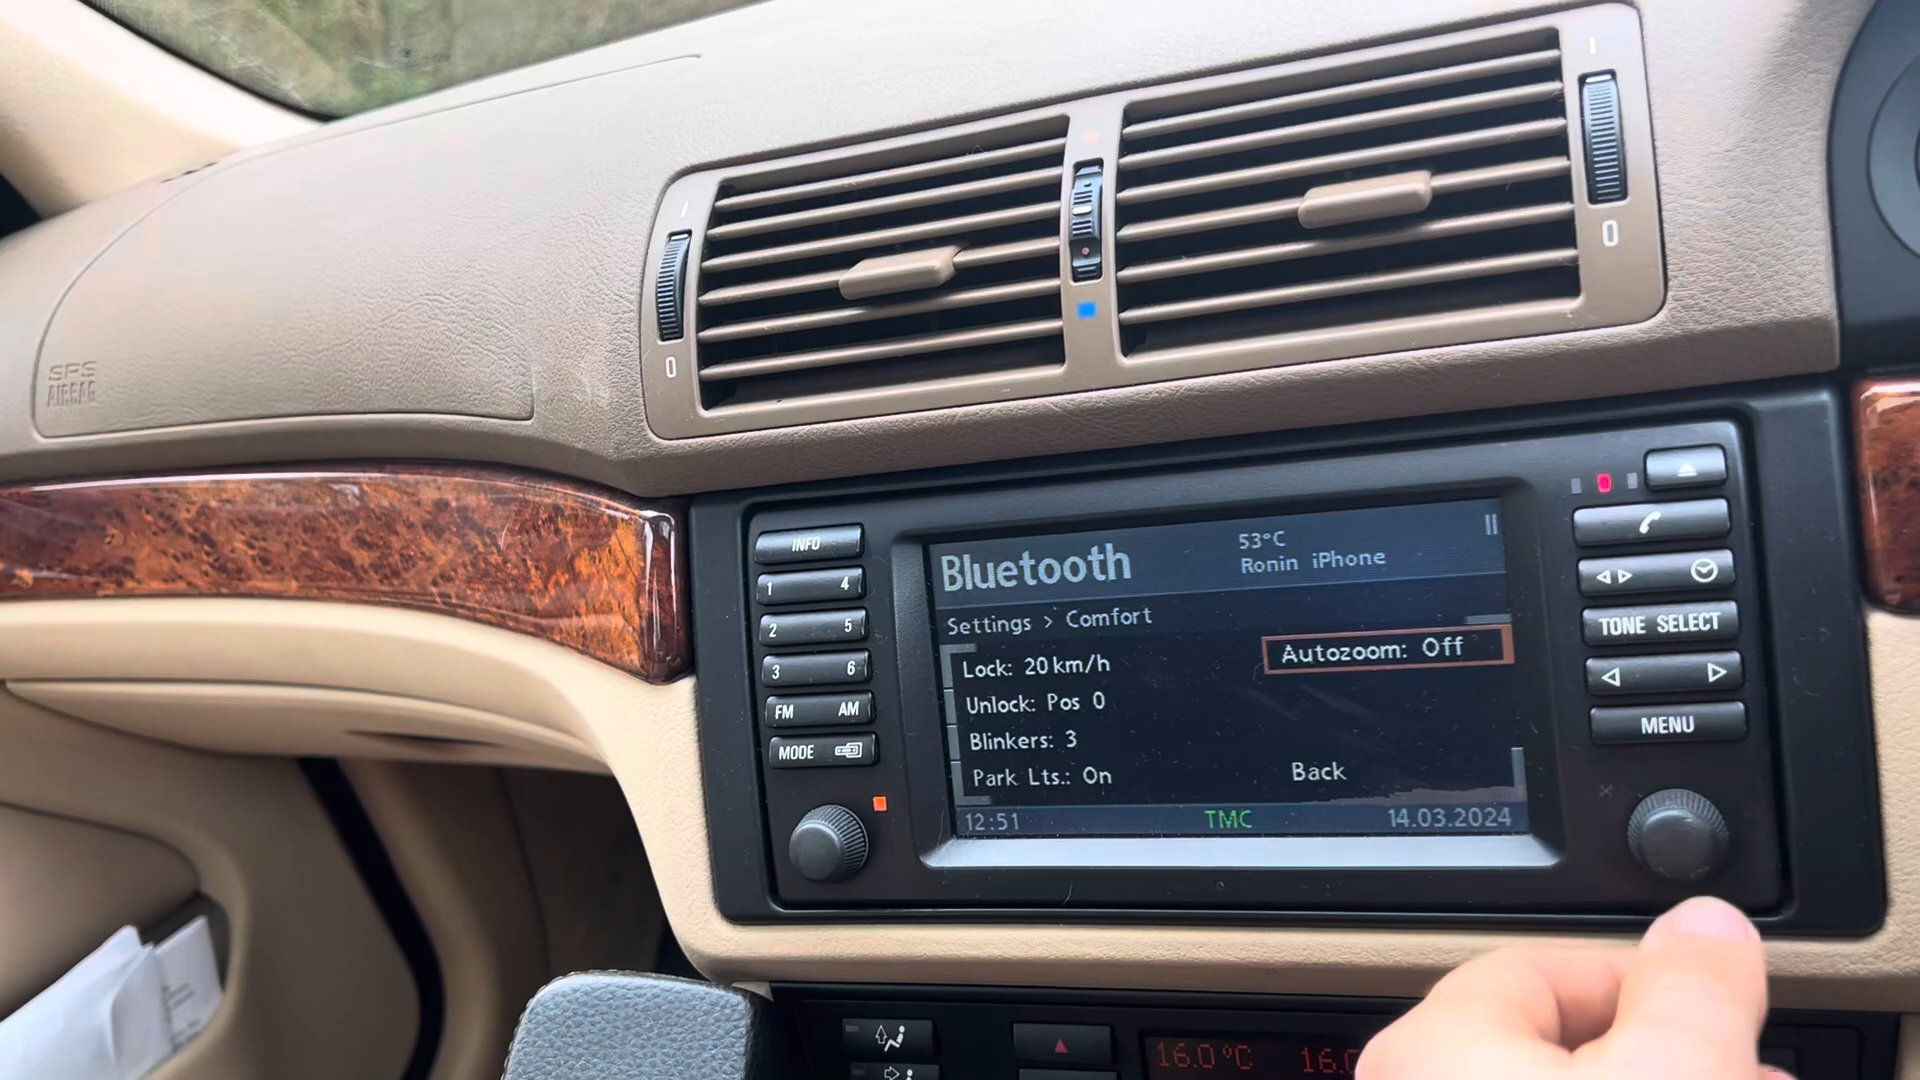 I
I
0
0
SRS
AIRBAG
INFO
1 4
2 5
3 6
FM AM
MODE
Bluetooth
53°C
Ronin iPhone
Settings > Comfort
Lock: 20 km/h
Autozoom: Off
Unlock: Pos 0
Blinkers: 3
Park Lts.: On
Back
12:51
TMC
14.03.2024
TONE SELECT
MENU
16.0°C